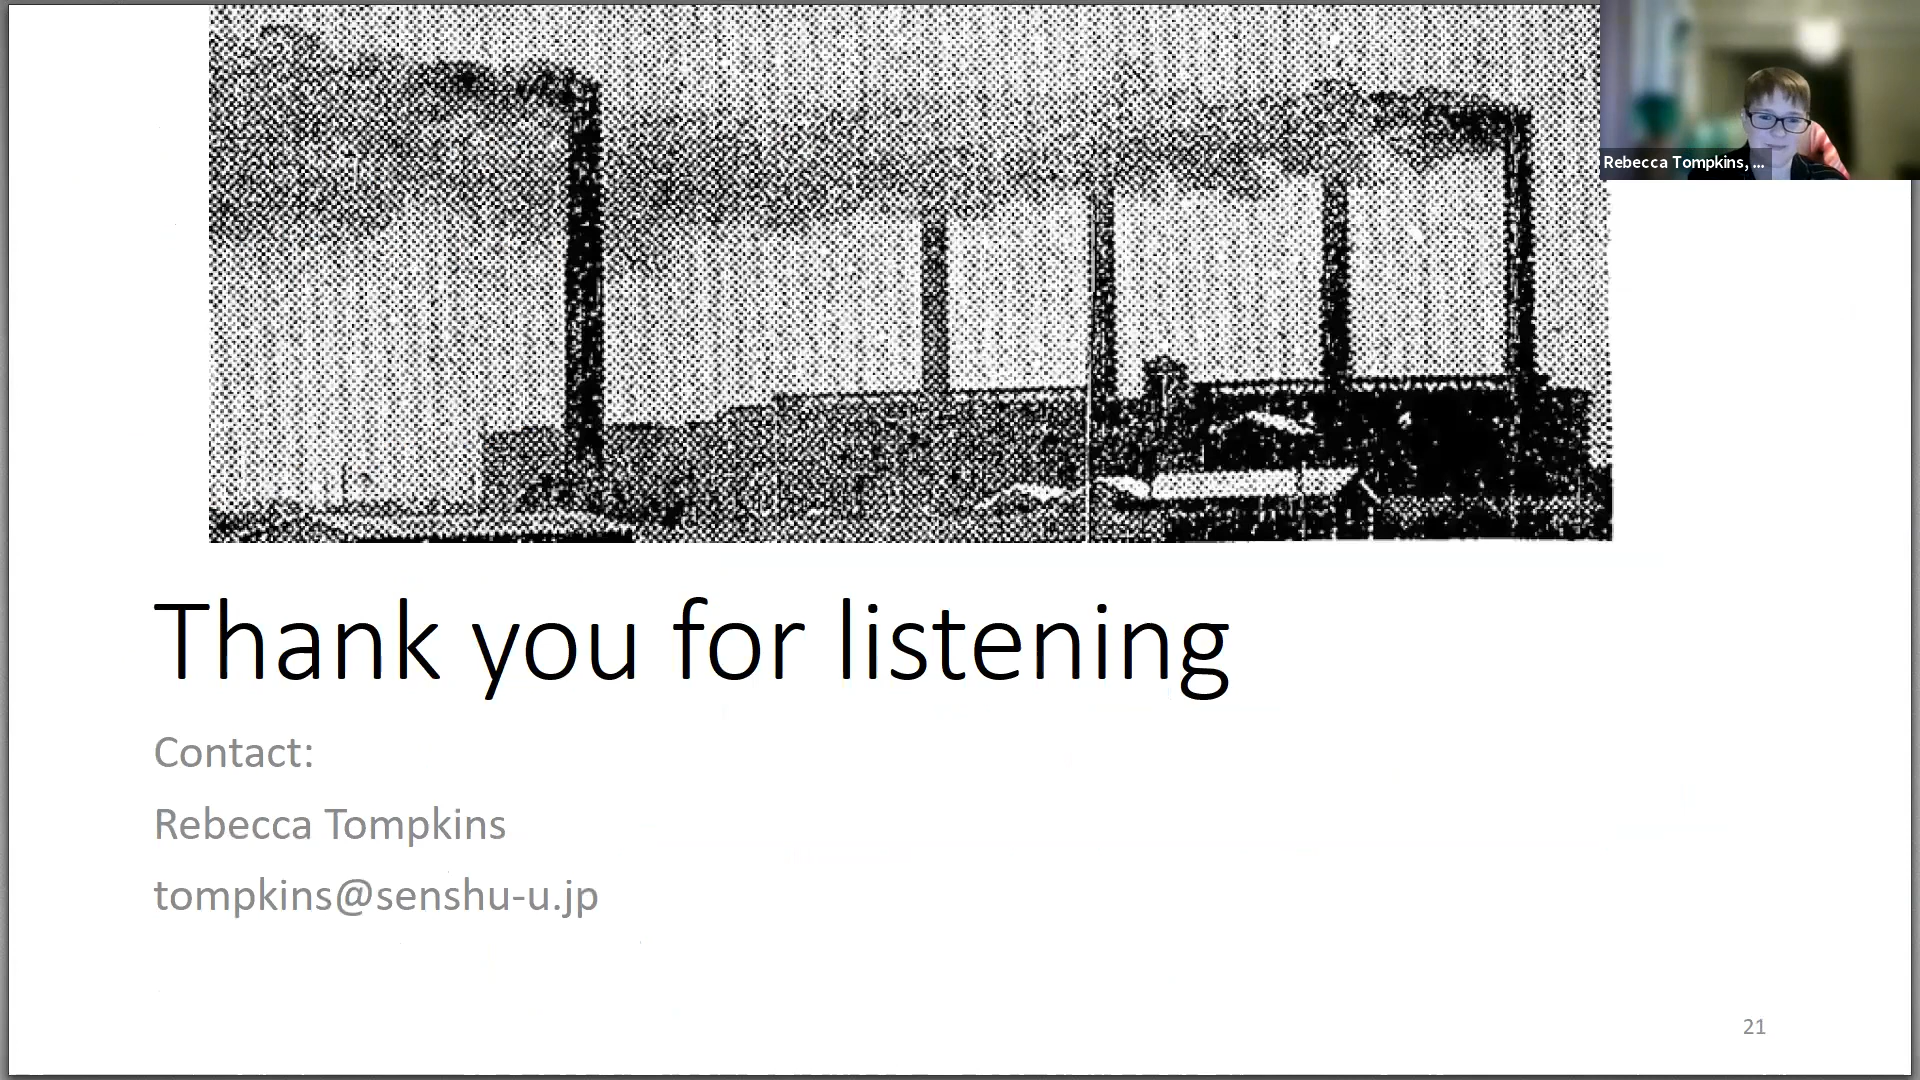 Rebecca Tompkins, ...
Thank you for listening
Contact:
Rebecca Tompkins
tompkins@senshu-u.jp
21